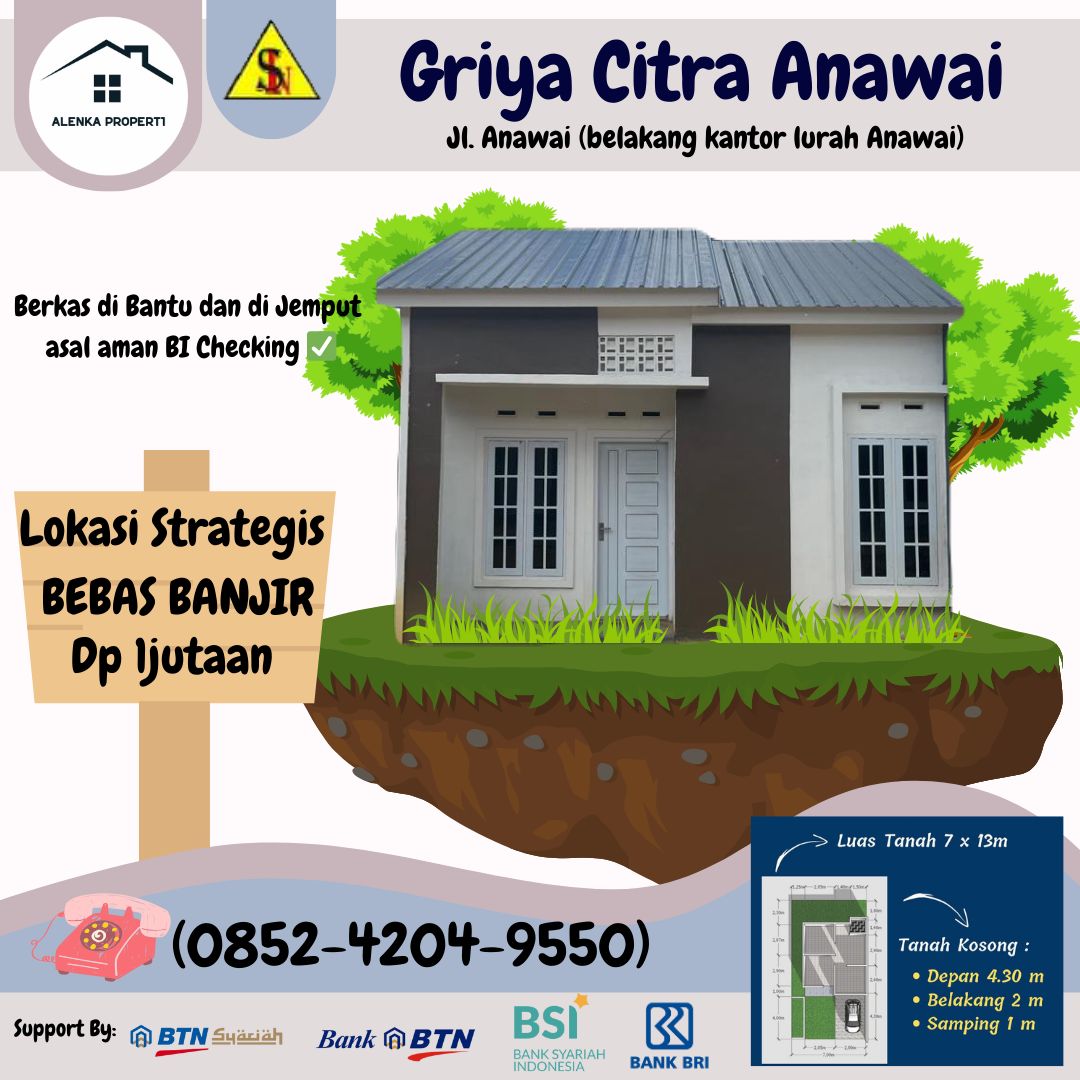 ALENKA PROPERTI
SLN
Griya Citra Anawai
Jl. Anawai (belakang kantor lurah Anawai)
Berkas di Bantu dan di Jemput
asal aman BI Checking ✅
Lokasi Strategis
BEBAS BANJIR
Dp 1jutaan
Luas Tanah 7 x 13m
Tanah Kosong :
• Depan 4.30 m
• Belakang 2 m
• Samping 1 m
(0852-4204-9550)
Support By:
BTN Syariah
Bank BTN
BSI
BANK SYARIAH
INDONESIA
BRI
BANK BRI